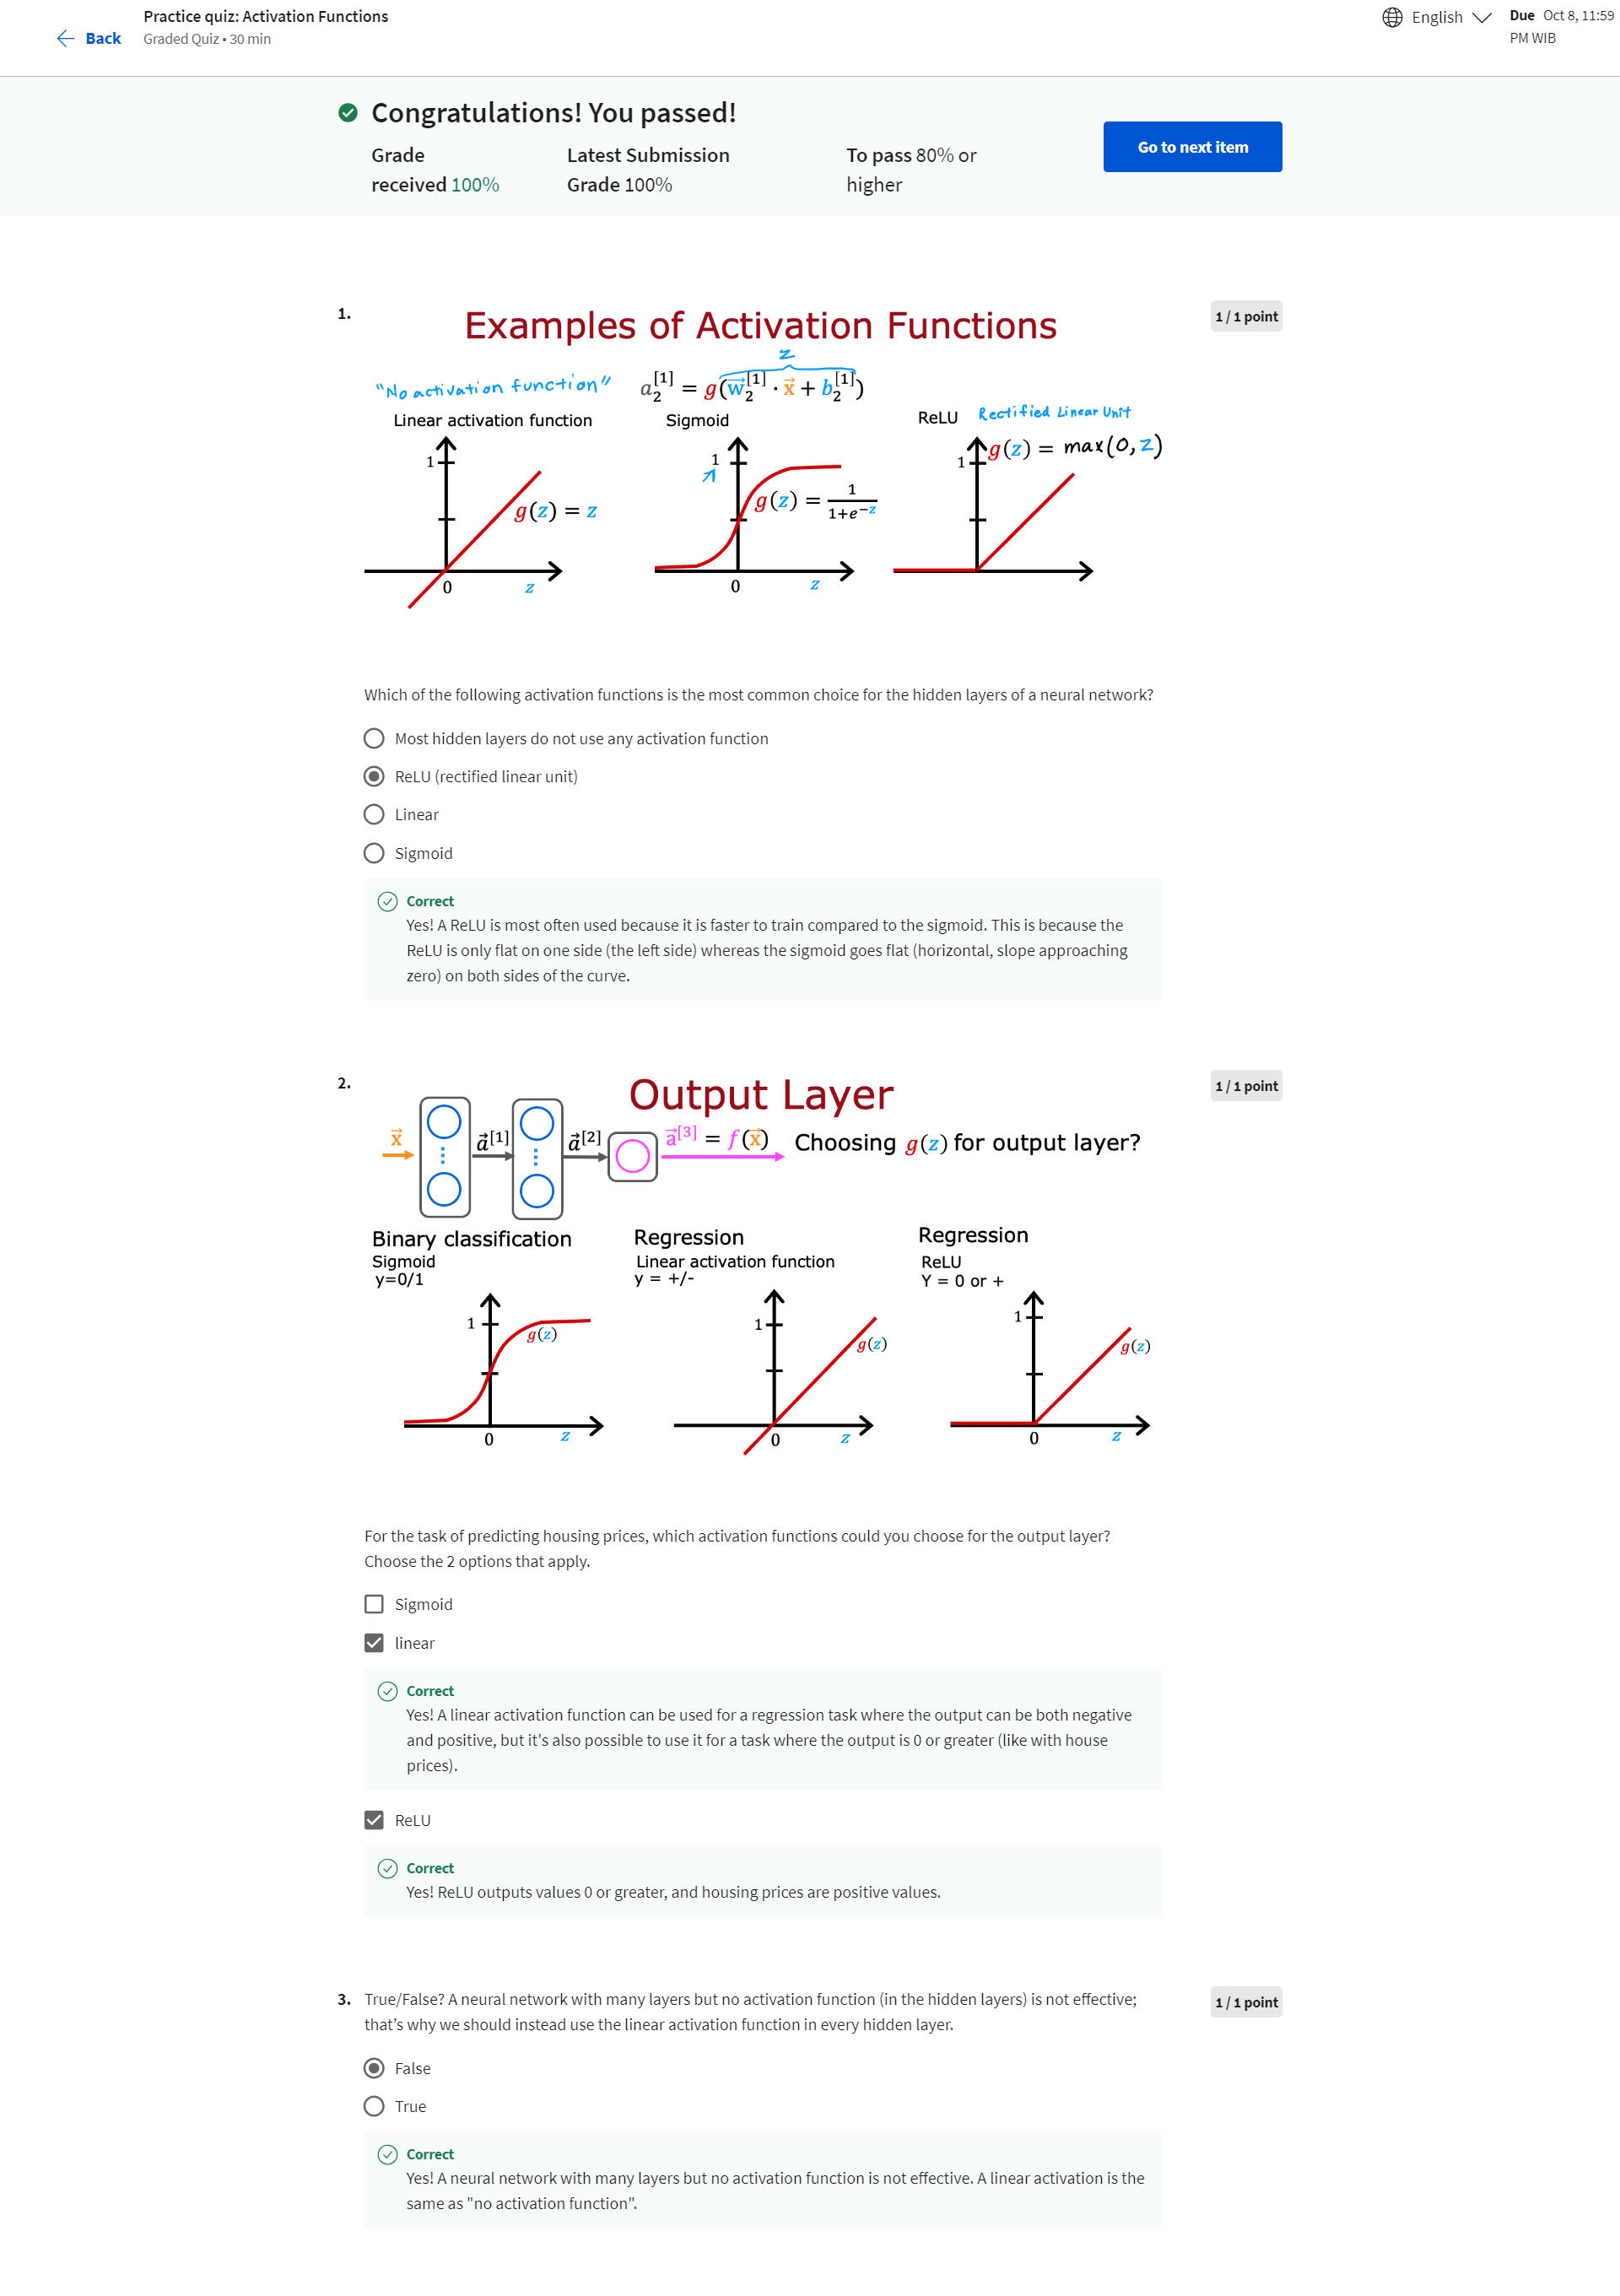 Back
Practice quiz: Activation Functions
Graded Quiz • 30 min
English
Due Oct 8, 11:59
PM WIB
Congratulations! You passed!
Grade
received 100%
Latest Submission
Grade 100%
To pass 80% or
higher
Go to next item
1.
Examples of Activation Functions
1 / 1 point
z
"No activation function"
a₂^[1] = g(w⃗₂^[1] · x⃗ + b₂^[1])
Linear activation function
Sigmoid
ReLU Rectified Linear Unit
1
g(z) = z
0
z
1
g(z) = 1/(1+e^−z)
0
z
1
g(z) = max(0, z)
Which of the following activation functions is the most common choice for the hidden layers of a neural network?
Most hidden layers do not use any activation function
ReLU (rectified linear unit)
Linear
Sigmoid
Correct
Yes! A ReLU is most often used because it is faster to train compared to the sigmoid. This is because the
ReLU is only flat on one side (the left side) whereas the sigmoid goes flat (horizontal, slope approaching
zero) on both sides of the curve.
2.
Output Layer
1 / 1 point
x⃗ a⃗^[1] a⃗^[2] a⃗^[3] = f(x⃗) Choosing g(z) for output layer?
Binary classification
Sigmoid
y=0/1
1
g(z)
0
z
Regression
Linear activation function
y = +/-
1
g(z)
0
z
Regression
ReLU
Y = 0 or +
1
g(z)
0
z
For the task of predicting housing prices, which activation functions could you choose for the output layer?
Choose the 2 options that apply.
Sigmoid
linear
Correct
Yes! A linear activation function can be used for a regression task where the output can be both negative
and positive, but it's also possible to use it for a task where the output is 0 or greater (like with house
prices).
ReLU
Correct
Yes! ReLU outputs values 0 or greater, and housing prices are positive values.
3.
True/False? A neural network with many layers but no activation function (in the hidden layers) is not effective;
that’s why we should instead use the linear activation function in every hidden layer.
1 / 1 point
False
True
Correct
Yes! A neural network with many layers but no activation function is not effective. A linear activation is the
same as "no activation function".